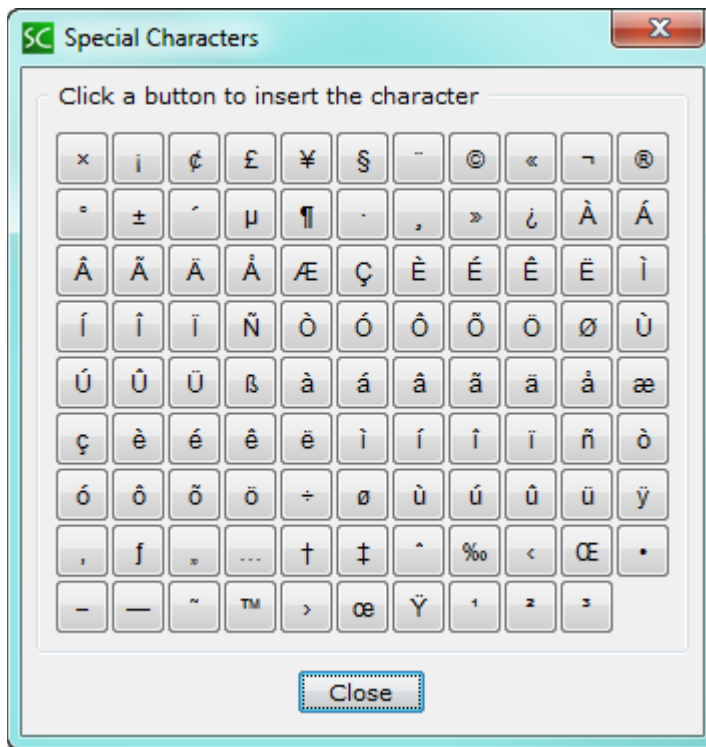 SC Special Characters
Click a button to insert the character
× ¡ ¢ £ ¥ § ¨ © « ¬ ®
° ± ´ µ ¶ · ¸ » ¿ À Á
Â Ã Ä Å Æ Ç È É Ê Ë Ì
Í Î Ï Ñ Ò Ó Ô Õ Ö Ø Ù
Ú Û Ü ß à á â ã ä å æ
ç è é ê ë ì í î ï ñ ò
ó ô õ ö ÷ ø ù ú û ü ÿ
‚ ƒ „ … † ‡ ˆ ‰ ‹ Œ •
– — ˜ ™ › œ Ÿ ¹ ² ³
Close